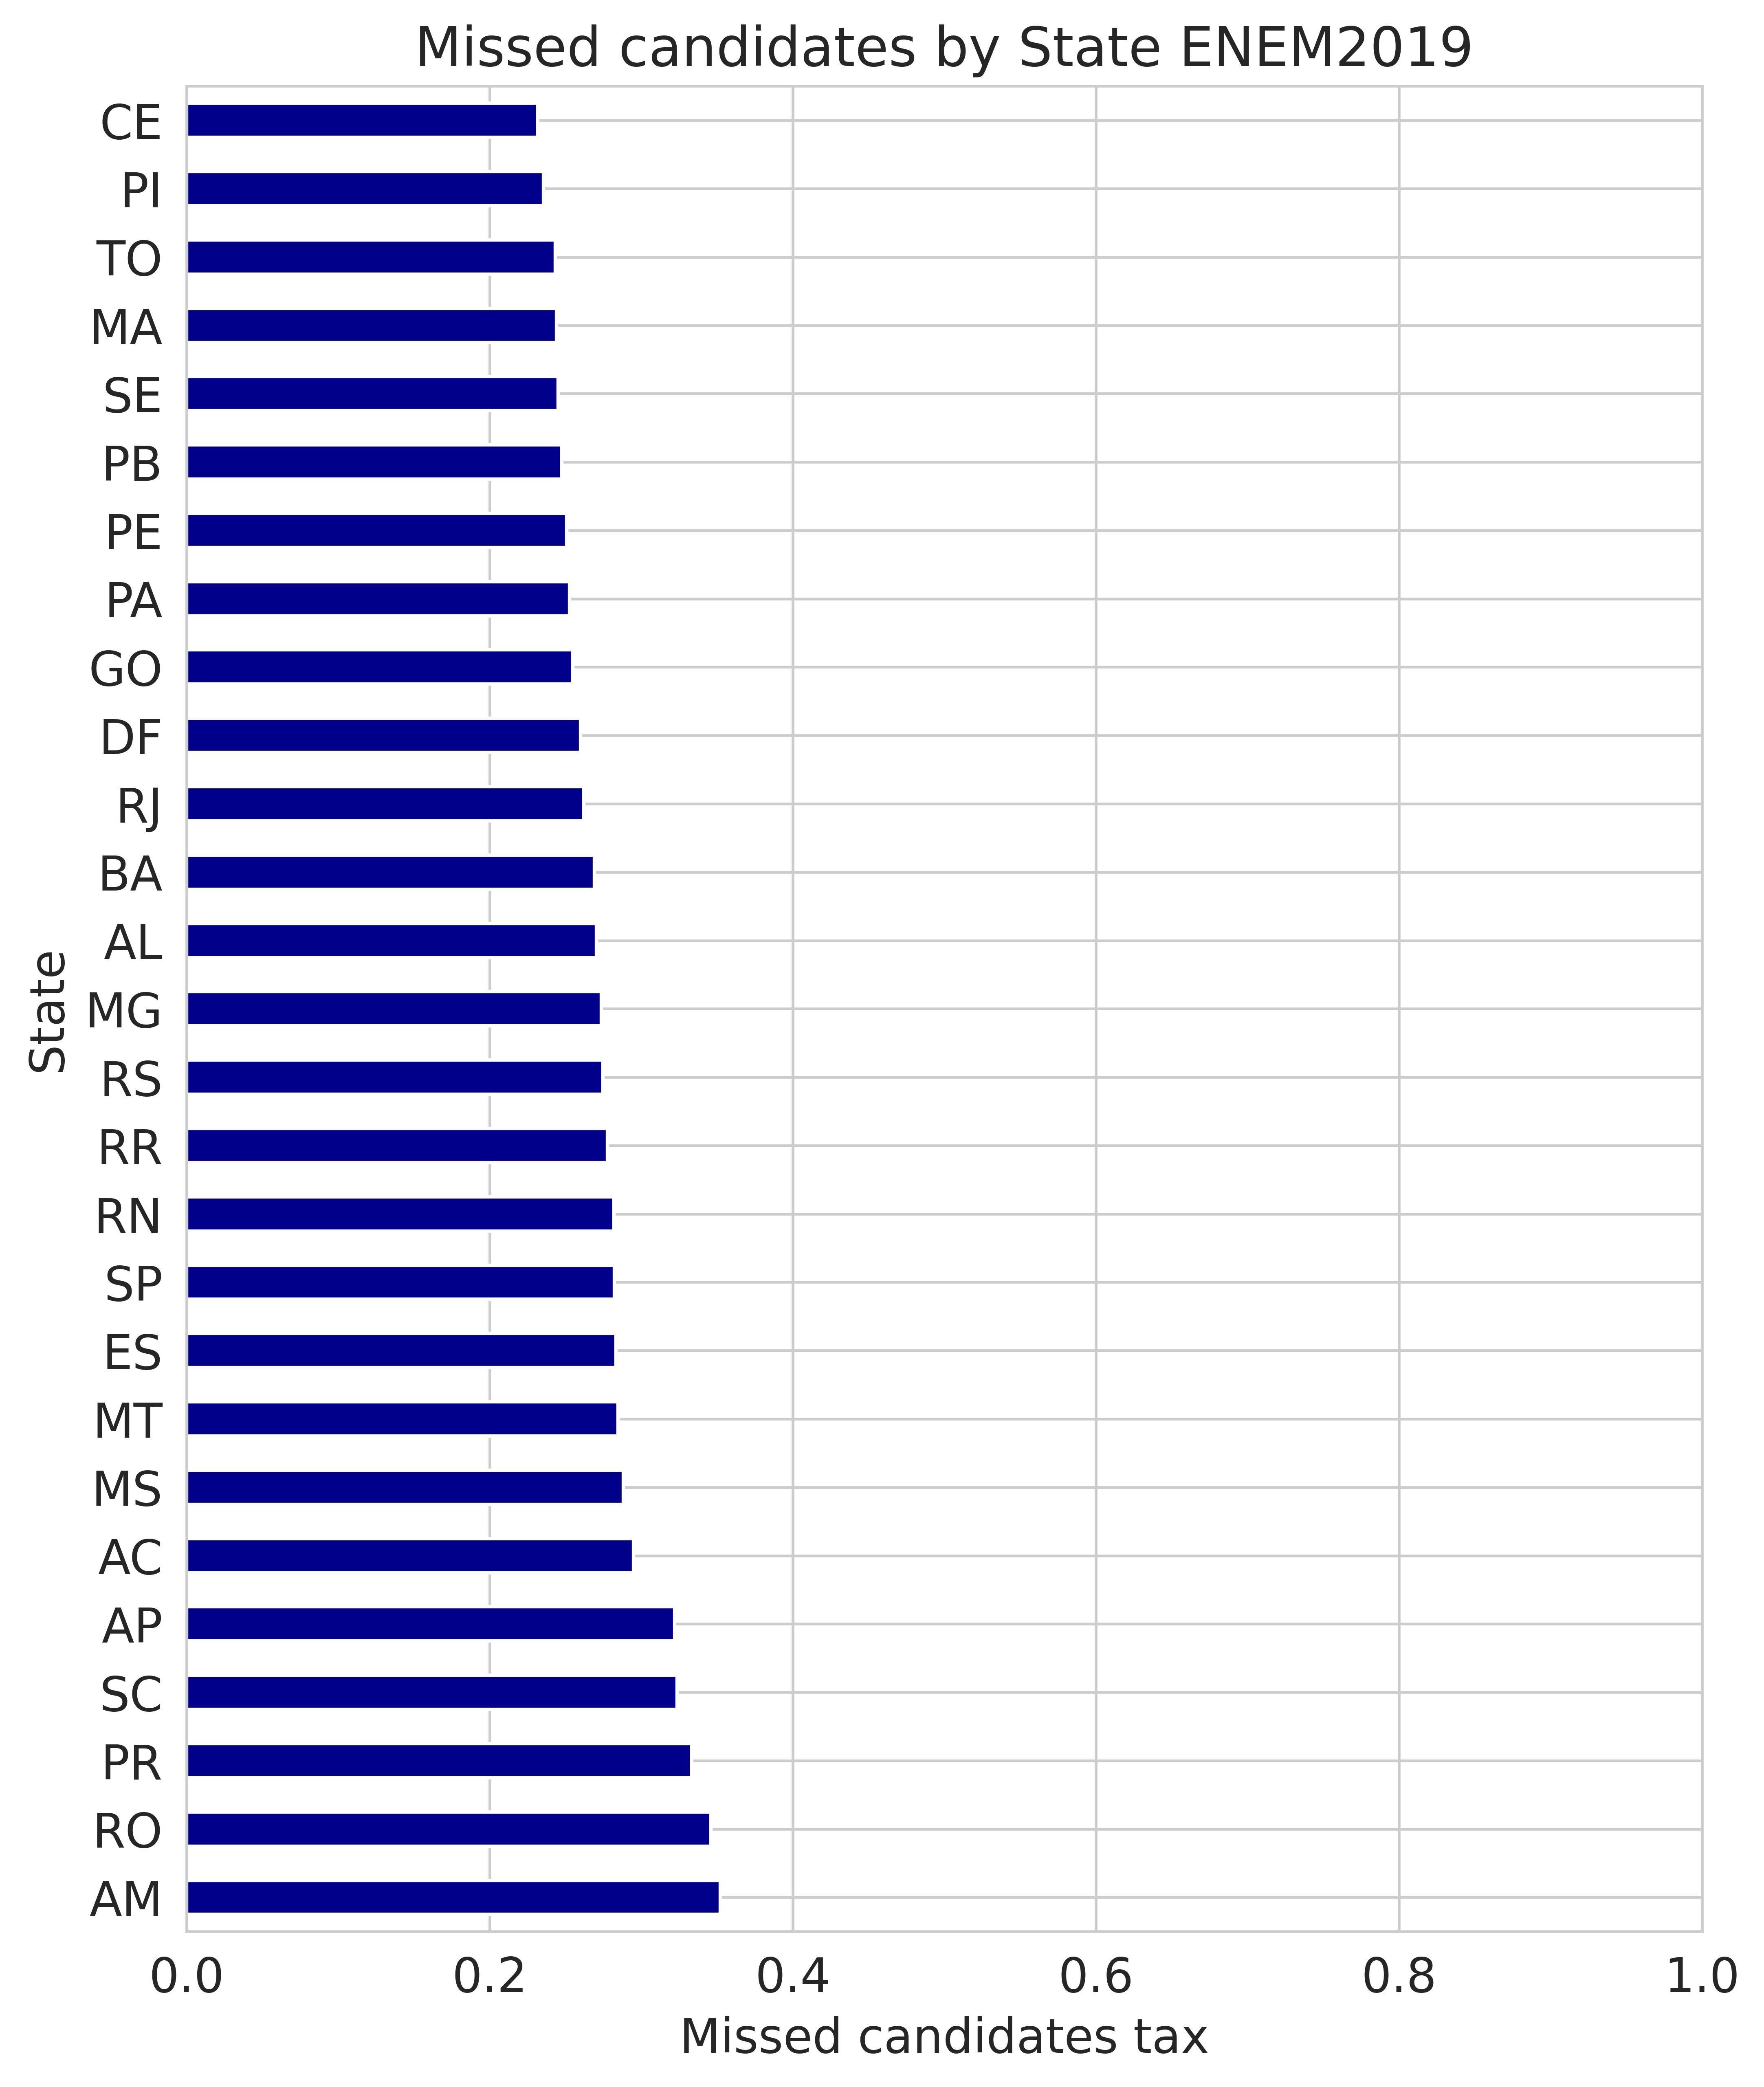 Missed candidates by State ENEM2019
CE
PI
TO
MA
SE
PB
PE
PA
GO
DF
RJ
BA
AL
MG
RS
RR
RN
SP
ES
MT
MS
AC
AP
SC
PR
RO
AM
State
0.0 0.2 0.4 0.6 0.8 1.0
Missed candidates tax